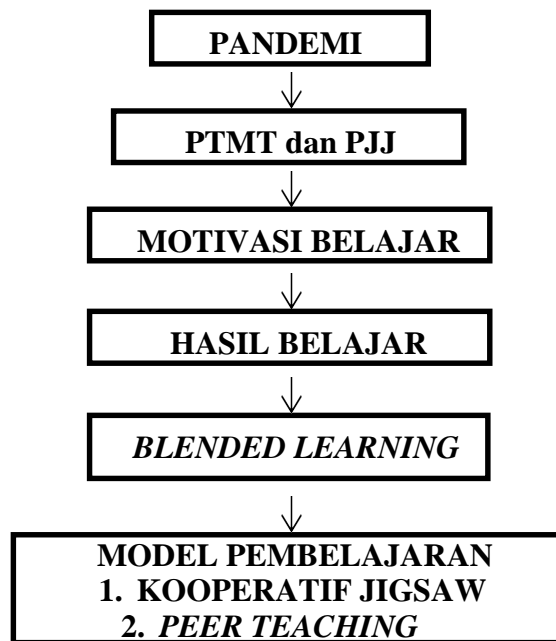 PANDEMI
PTMT dan PJJ
MOTIVASI BELAJAR
HASIL BELAJAR
BLENDED LEARNING
MODEL PEMBELAJARAN
1. KOOPERATIF JIGSAW
2. PEER TEACHING